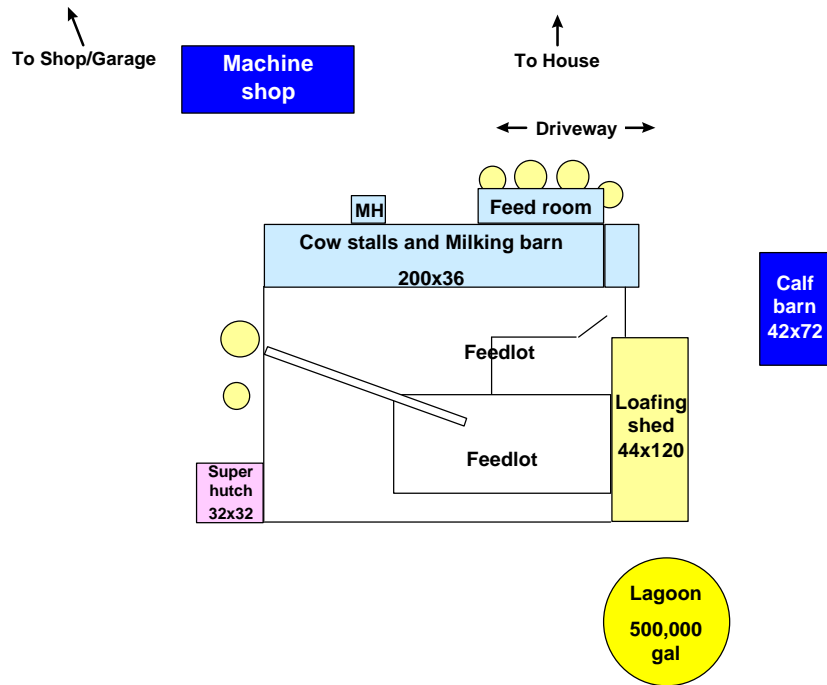 To Shop/Garage
Machine
shop
To House
Driveway
MH
Feed room
Cow stalls and Milking barn
200x36
Calf
barn
42x72
Feedlot
Loafing
shed
44x120
Feedlot
Super
hutch
32x32
Lagoon
500,000
gal